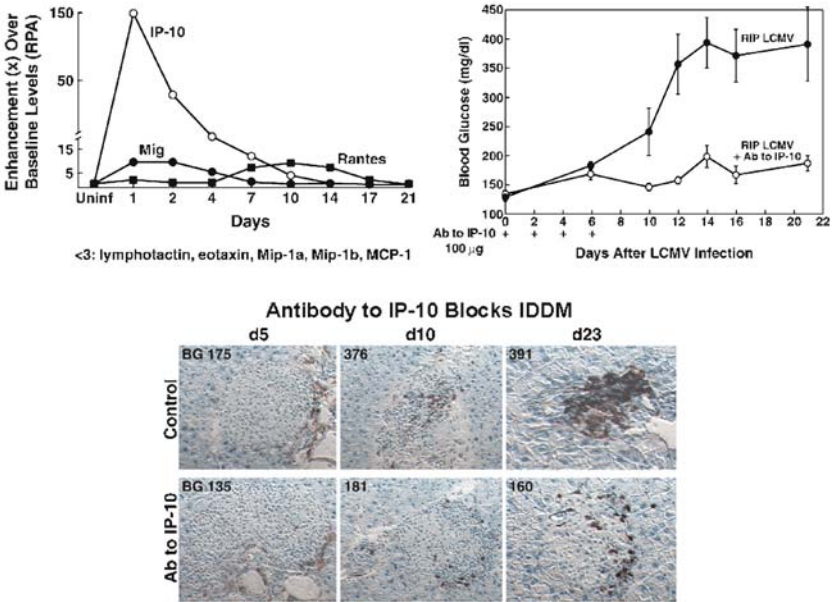 Enhancement (x) Over
Baseline Levels (RPA)
150
50
15
5
IP-10
Mig
Rantes
Uninf 1 2 4 7 10 14 17 21
Days
<3: lymphotactin, eotaxin, Mip-1a, Mip-1b, MCP-1
Blood Glucose (mg/dl)
450
400
350
300
250
200
150
100
RIP LCMV
RIP LCMV
+ Ab to IP-10
0 2 4 6 8 10 12 14 16 18 20 22
Ab to IP-10 + + + +
100 µg
Days After LCMV Infection
Antibody to IP-10 Blocks IDDM
d5 d10 d23
Control
BG 175 376 391
Ab to IP-10
BG 135 181 160